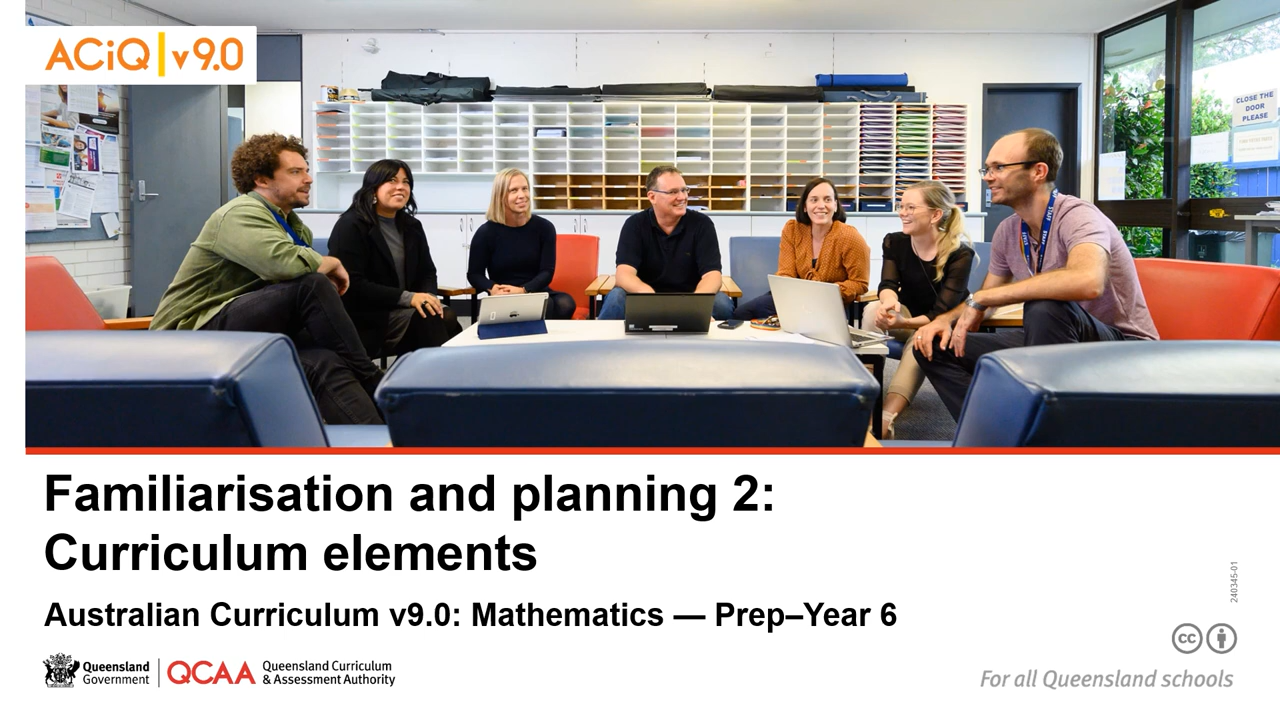 ACiQ v9.0
CLOSE THE
DOOR
PLEASE
Familiarisation and planning 2:
Curriculum elements
Australian Curriculum v9.0: Mathematics — Prep–Year 6
240345-01
Queensland
Government
QCAA
Queensland Curriculum
& Assessment Authority
cc
For all Queensland schools